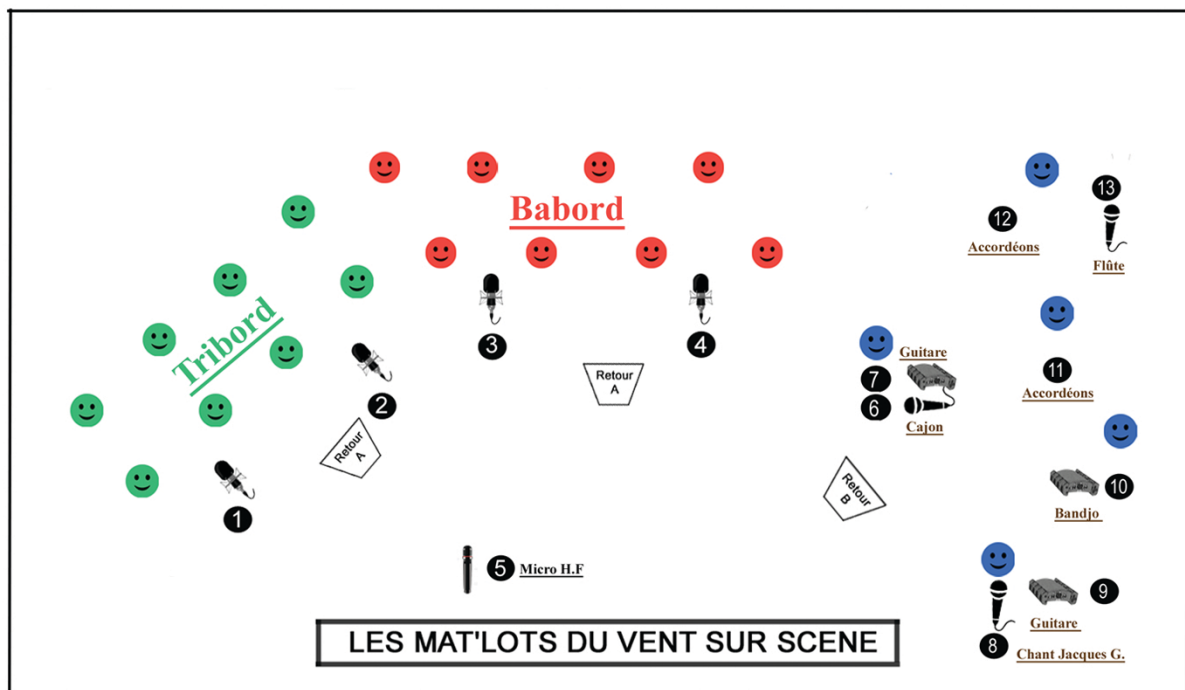 Babord
13
12
Accordéons
Flûte
Tribord
3
4
Guitare
7
6
Cajon
11
Accordéons
Retour
A
2
Retour
A
1
Retour
B
10
Bandjo
5 Micro H.F
9
Guitare
8 Chant Jacques G.
LES MAT'LOTS DU VENT SUR SCENE